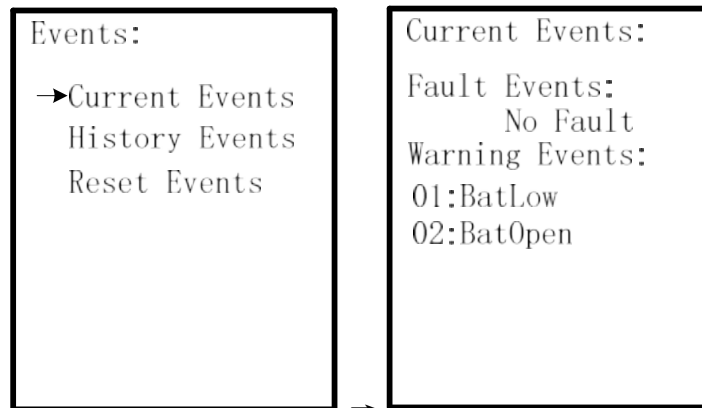 Events:
→Current Events
History Events
Reset Events
Current Events:
Fault Events:
No Fault
Warning Events:
01:BatLow
02:BatOpen